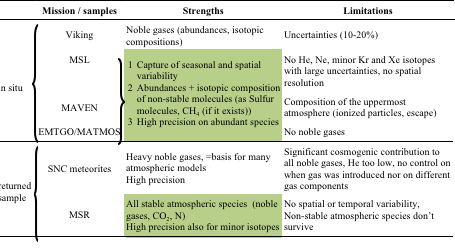 Mission / samples Strengths Limitations
Viking
Noble gases (abundances, isotopic
compositions)
Uncertainties (10-20%)
n situ
MSL
MAVEN
EMTGO/MATMOS
1 Capture of seasonal and spatial
variability
2 Abundances + isotopic composition
of non-stable molecules (as Sulfur
molecules, CH4 (if it exists))
3 High precision on abundant species
No He, Ne, minor Kr and Xe isotopes
with large uncertainties, no spatial
resolution
Composition of the uppermost
atmosphere (ionized particles, escape)
No noble gases
returned
sample
SNC meteorites
Heavy noble gases, =basis for many
atmospheric models
High precision
Significant cosmogenic contribution to
all noble gases, He too low, no control on
when gas was introduced nor on different
gas components
MSR
All stable atmospheric species (noble
gases, CO2, N)
High precision also for minor isotopes
No spatial or temporal variability,
Non-stable atmospheric species don't
survive